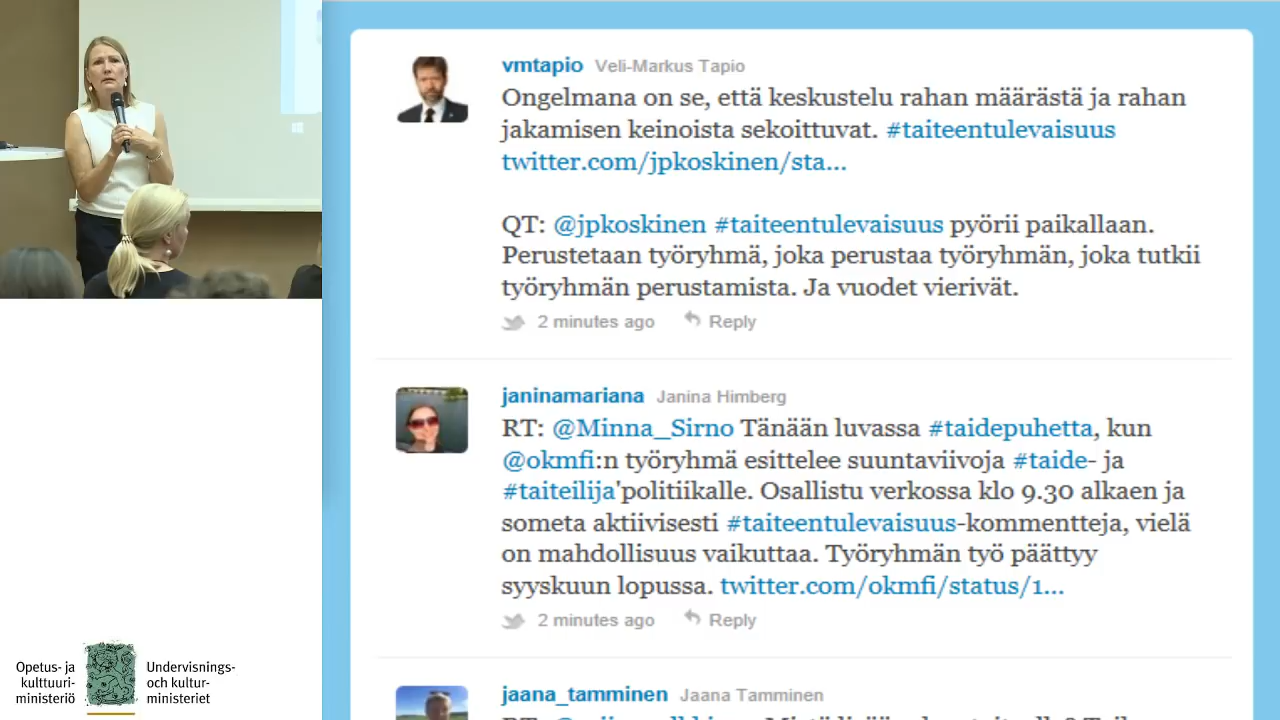 vmtapio Veli-Markus Tapio
Ongelmana on se, että keskustelu rahan määrästä ja rahan
jakamisen keinoista sekoittuvat. #taiteentulevaisuus
twitter.com/jpkoskinen/sta...
QT: @jpkoskinen #taiteentulevaisuus pyörii paikallaan.
Perustetaan työryhmä, joka perustaa työryhmän, joka tutkii
työryhmän perustamista. Ja vuodet vierivät.
2 minutes ago Reply
janinamariana Janina Himberg
RT: @Minna_Sirno Tänään luvassa #taidepuhetta, kun
@okmfi:n työryhmä esittelee suuntaviivoja #taide- ja
#taiteilija'politiikalle. Osallistu verkossa klo 9.30 alkaen ja
someta aktiivisesti #taiteentulevaisuus-kommentteja, vielä
on mahdollisuus vaikuttaa. Työryhmän työ päättyy
syyskuun lopussa. twitter.com/okmfi/status/1...
2 minutes ago Reply
jaana_tamminen Jaana Tamminen
Opetus- ja
kulttuuri-
ministeriö
Undervisnings-
och kultur-
ministeriet